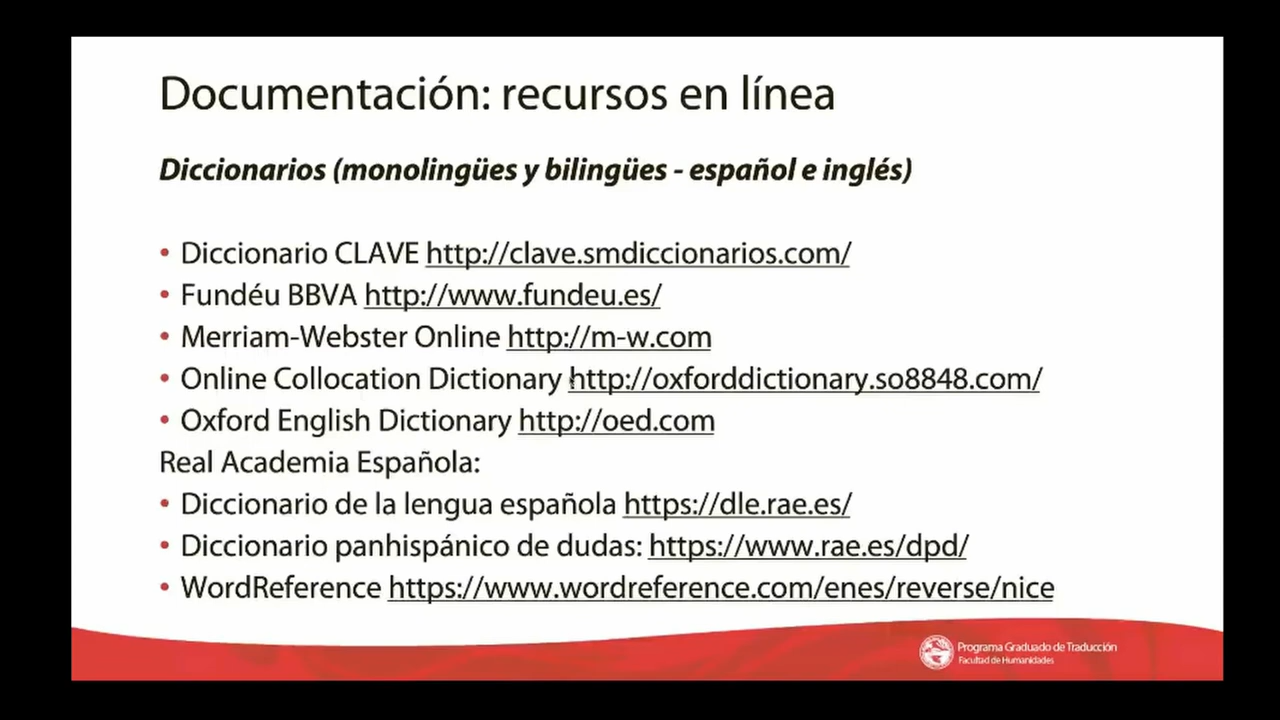 Documentación: recursos en línea
Diccionarios (monolingües y bilingües - español e inglés)
• Diccionario CLAVE http://clave.smdiccionarios.com/
• Fundéu BBVA http://www.fundeu.es/
• Merriam-Webster Online http://m-w.com
• Online Collocation Dictionary http://oxforddictionary.so8848.com/
• Oxford English Dictionary http://oed.com
Real Academia Española:
• Diccionario de la lengua española https://dle.rae.es/
• Diccionario panhispánico de dudas: https://www.rae.es/dpd/
• WordReference https://www.wordreference.com/enes/reverse/nice
Programa Graduado de Traducción
Facultad de Humanidades